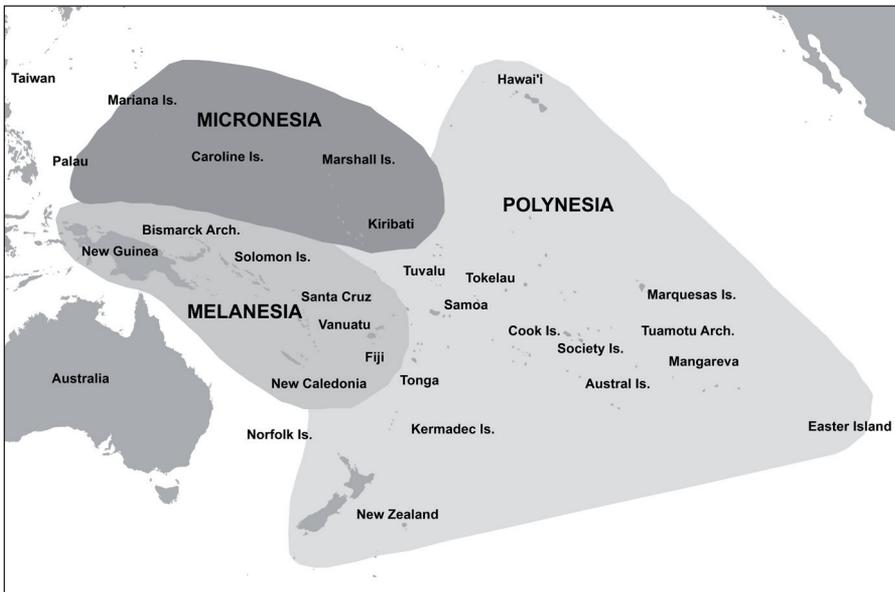 Taiwan
Hawai'i
Mariana Is.
MICRONESIA
Caroline Is.
Marshall Is.
Palau
POLYNESIA
Kiribati
Bismarck Arch.
New Guinea
Solomon Is.
Tuvalu
Tokelau
Santa Cruz
Marquesas Is.
Samoa
MELANESIA
Vanuatu
Cook Is.
Tuamotu Arch.
Society Is.
Fiji
Mangareva
Australia
New Caledonia
Tonga
Austral Is.
Easter Island
Norfolk Is.
Kermadec Is.
New Zealand